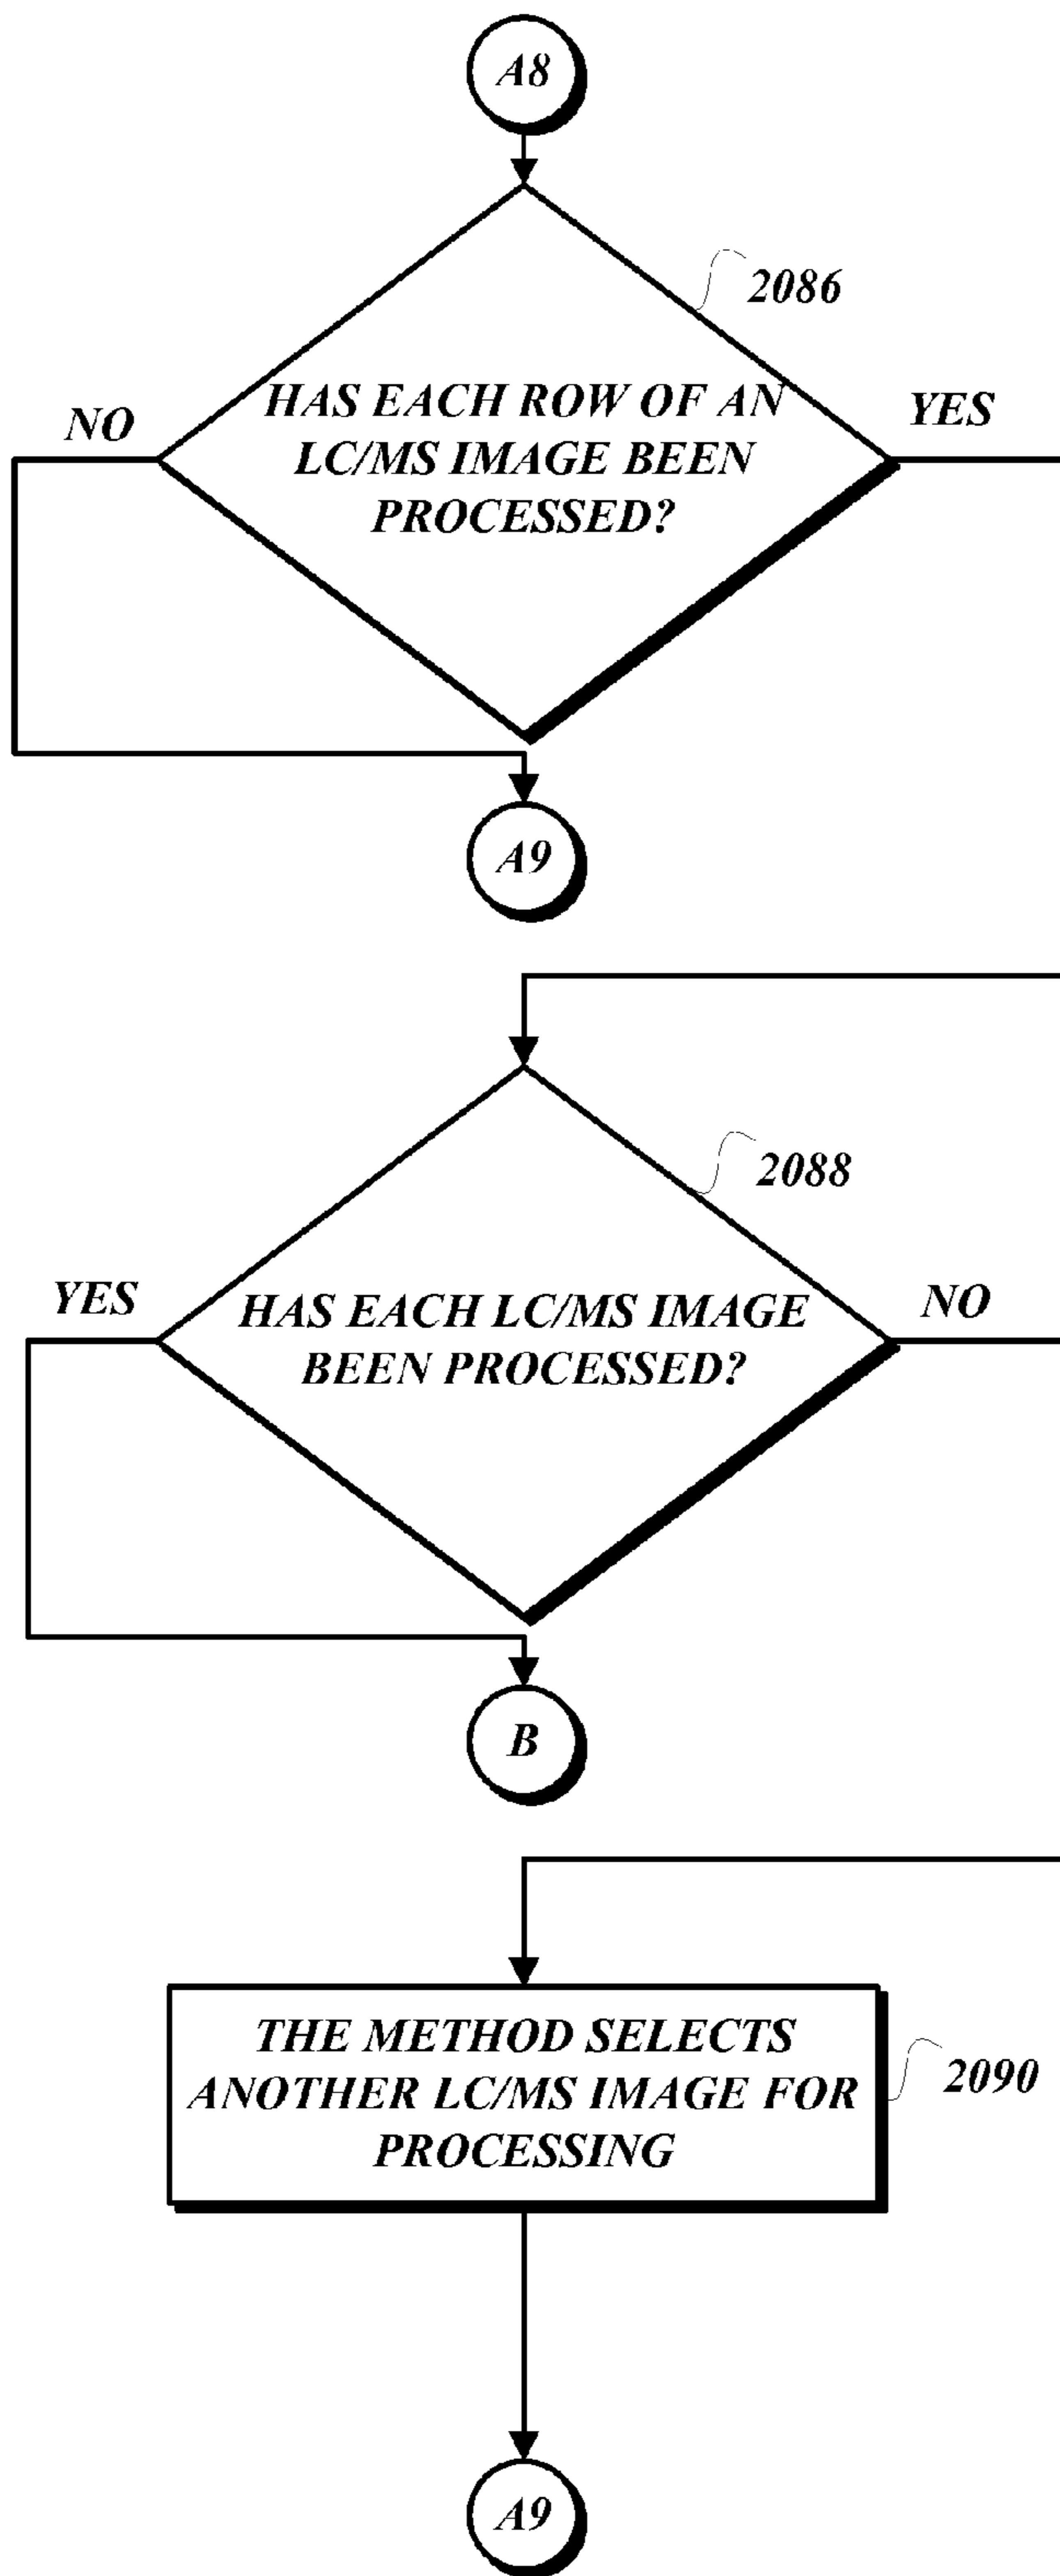 A8
2086
HAS EACH ROW OF AN
LC/MS IMAGE BEEN
PROCESSED?
NO
YES
A9
2088
HAS EACH LC/MS IMAGE
BEEN PROCESSED?
YES
NO
B
THE METHOD SELECTS
ANOTHER LC/MS IMAGE FOR
PROCESSING
2090
A9